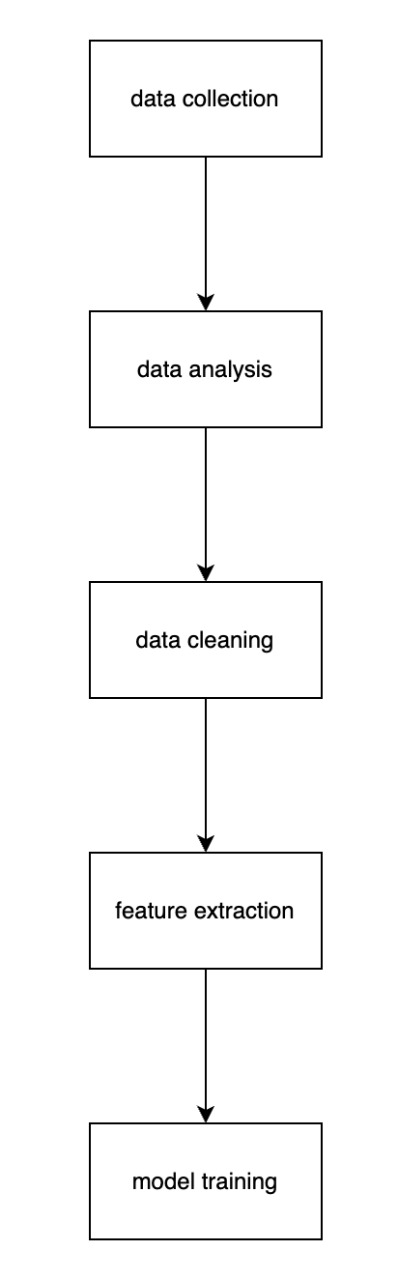 data collection
data analysis
data cleaning
feature extraction
model training